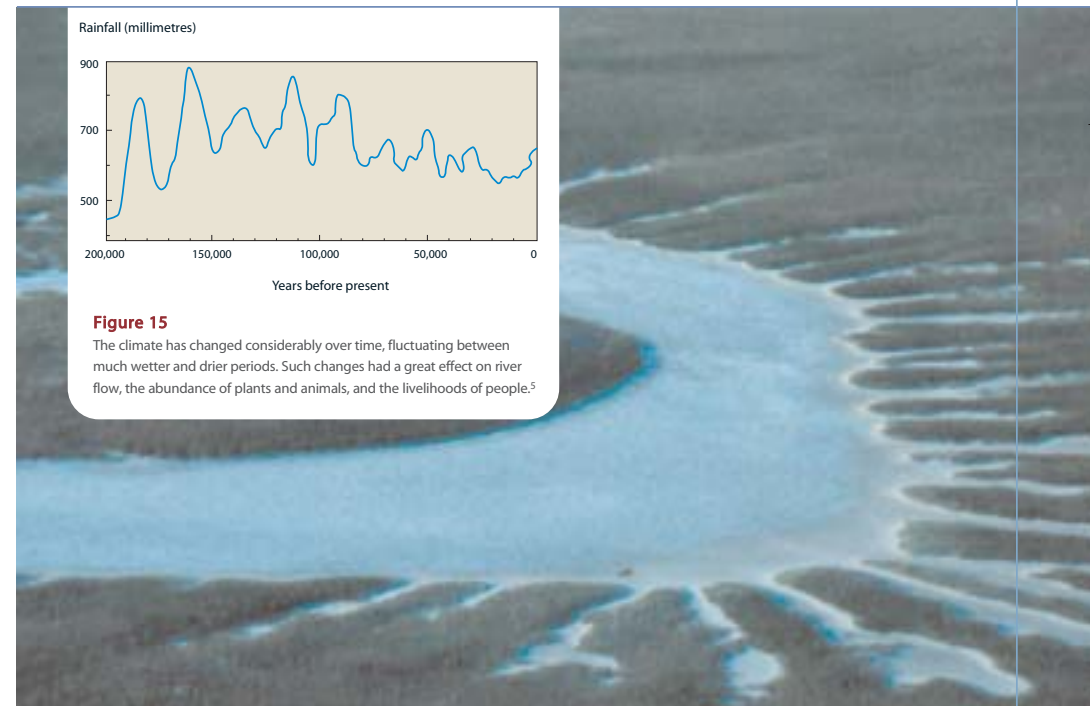 Rainfall (millimetres)
900
700
500
200,000 150,000 100,000 50,000 0
Years before present
Figure 15
The climate has changed considerably over time, fluctuating between
much wetter and drier periods. Such changes had a great effect on river
flow, the abundance of plants and animals, and the livelihoods of people.5